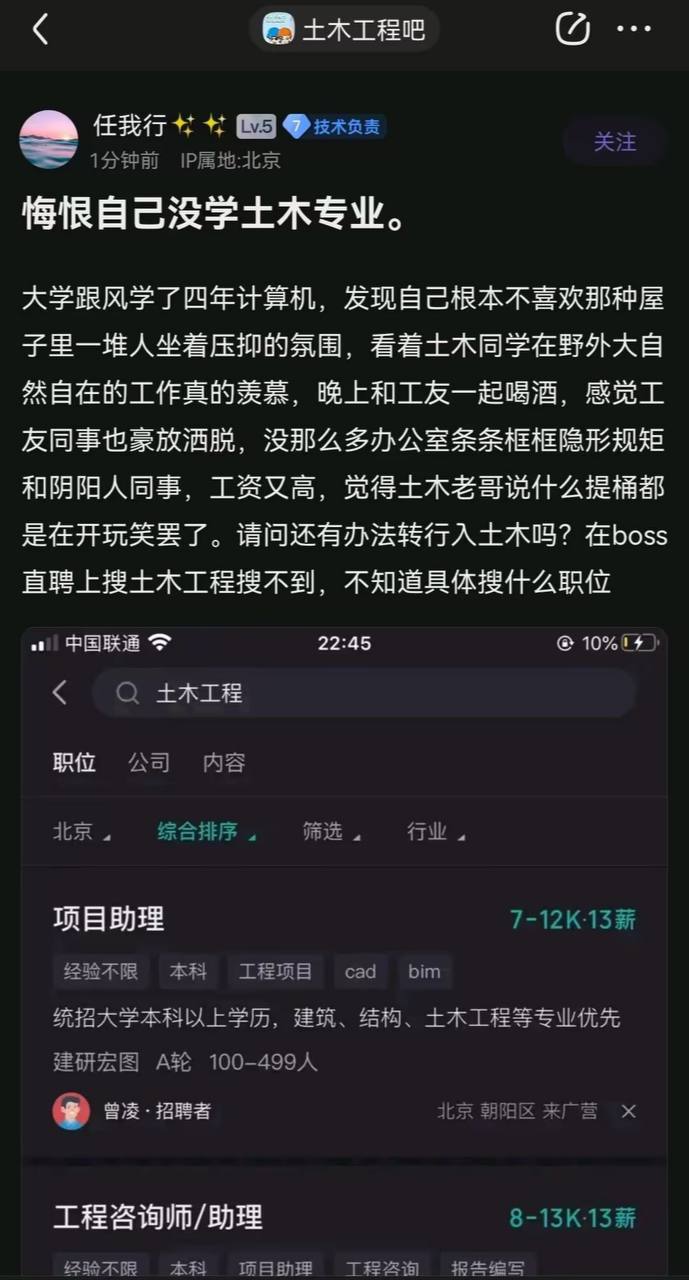 土木工程吧
任我行✨✨ Lv.5 7 技术负责
1分钟前 IP属地:北京
关注
悔恨自己没学土木专业。
大学跟风学了四年计算机，发现自己根本不喜欢那种屋
子里一堆人坐着压抑的氛围，看着土木同学在野外大自
然自在的工作真的羡慕，晚上和工友一起喝酒，感觉工
友同事也豪放洒脱，没那么多办公室条条框框隐形规矩
和阴阳人同事，工资又高，觉得土木老哥说什么提桶都
是在开玩笑罢了。请问还有办法转行入土木吗？在boss
直聘上搜土木工程搜不到，不知道具体搜什么职位
中国联通 22:45 10%
土木工程
职位 公司 内容
北京 综合排序 筛选 行业
项目助理 7-12K·13薪
经验不限 本科 工程项目 cad bim
统招大学本科以上学历，建筑、结构、土木工程等专业优先
建研宏图 A轮 100-499人
曾凌·招聘者 北京 朝阳区 来广营
工程咨询师/助理 8-13K·13薪
经验不限 本科 项目助理 工程咨询 报告编写